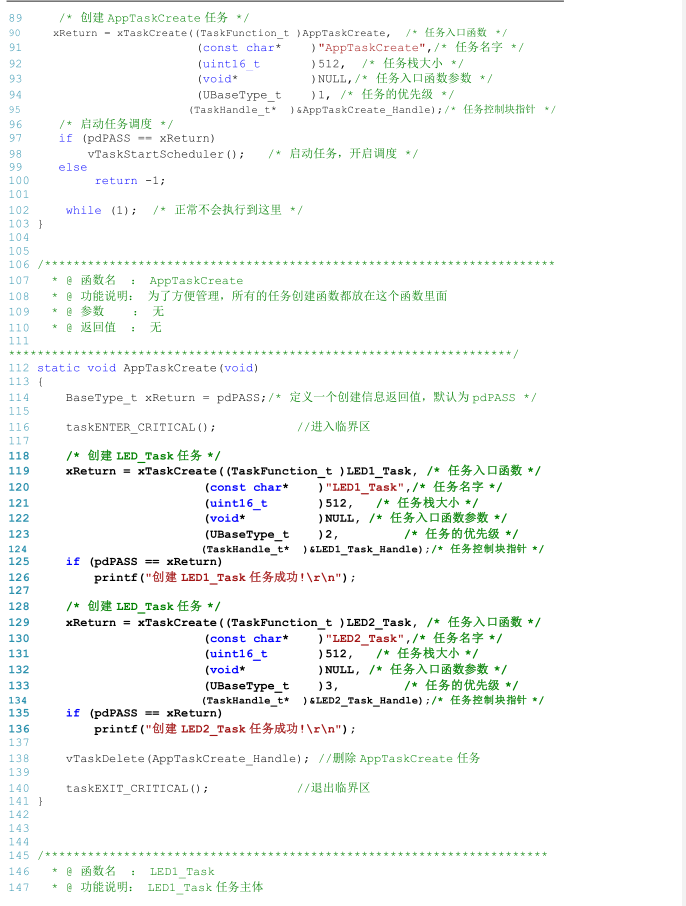 89 /* 创建 AppTaskCreate 任务 */
90 xReturn = xTaskCreate((TaskFunction_t )AppTaskCreate, /* 任务入口函数 */
91 (const char* )"AppTaskCreate",/* 任务名字 */
92 (uint16_t )512, /* 任务栈大小 */
93 (void* )NULL,/* 任务入口函数参数 */
94 (UBaseType_t )1, /* 任务的优先级 */
95 (TaskHandle_t* )&AppTaskCreate_Handle);/* 任务控制块指针 */
96 /* 启动任务调度 */
97 if (pdPASS == xReturn)
98 vTaskStartScheduler(); /* 启动任务，开启调度 */
99 else
100 return -1;
101
102 while (1); /* 正常不会执行到这里 */
103 }
104
105
106 /***********************************************************************
107 * @ 函数名 ： AppTaskCreate
108 * @ 功能说明： 为了方便管理，所有的任务创建函数都放在这个函数里面
109 * @ 参数 ： 无
110 * @ 返回值 ： 无
111
**********************************************************************/
112 static void AppTaskCreate(void)
113 {
114 BaseType_t xReturn = pdPASS;/* 定义一个创建信息返回值，默认为 pdPASS */
115
116 taskENTER_CRITICAL(); //进入临界区
117
118 /* 创建 LED_Task 任务 */
119 xReturn = xTaskCreate((TaskFunction_t )LED1_Task, /* 任务入口函数 */
120 (const char* )"LED1_Task",/* 任务名字 */
121 (uint16_t )512, /* 任务栈大小 */
122 (void* )NULL, /* 任务入口函数参数 */
123 (UBaseType_t )2, /* 任务的优先级 */
124 (TaskHandle_t* )&LED1_Task_Handle);/* 任务控制块指针 */
125 if (pdPASS == xReturn)
126 printf("创建 LED1_Task 任务成功!\r\n");
127
128 /* 创建 LED_Task 任务 */
129 xReturn = xTaskCreate((TaskFunction_t )LED2_Task, /* 任务入口函数 */
130 (const char* )"LED2_Task",/* 任务名字 */
131 (uint16_t )512, /* 任务栈大小 */
132 (void* )NULL, /* 任务入口函数参数 */
133 (UBaseType_t )3, /* 任务的优先级 */
134 (TaskHandle_t* )&LED2_Task_Handle);/* 任务控制块指针 */
135 if (pdPASS == xReturn)
136 printf("创建 LED2_Task 任务成功!\r\n");
137
138 vTaskDelete(AppTaskCreate_Handle); //删除 AppTaskCreate 任务
139
140 taskEXIT_CRITICAL(); //退出临界区
141 }
142
143
144
145 /**********************************************************************
146 * @ 函数名 ： LED1_Task
147 * @ 功能说明： LED1_Task 任务主体